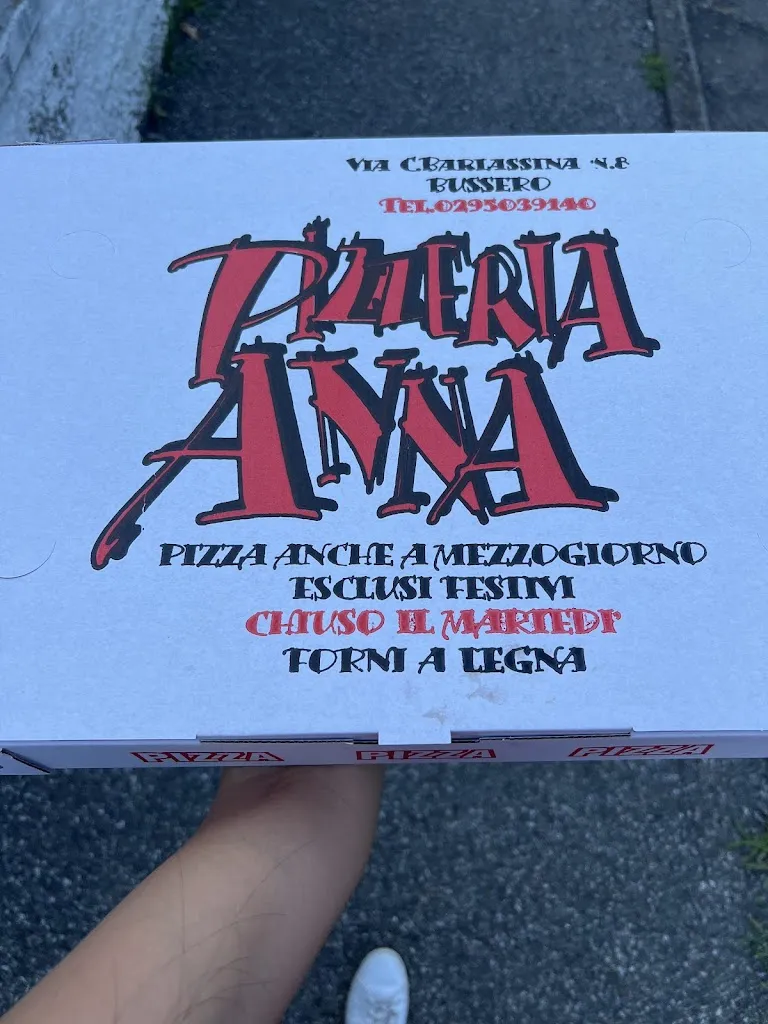 VIA C.BARLASSINA N.8
BUSSERO
TEL.0295039140
PIZZERIA
ANNA
PIZZA ANCHE A MEZZOGIORNO
ESCLUSI FESTIVI
CHIUSO IL MARTEDI'
FORNI A LEGNA
PIZZA PIZZA PIZZA